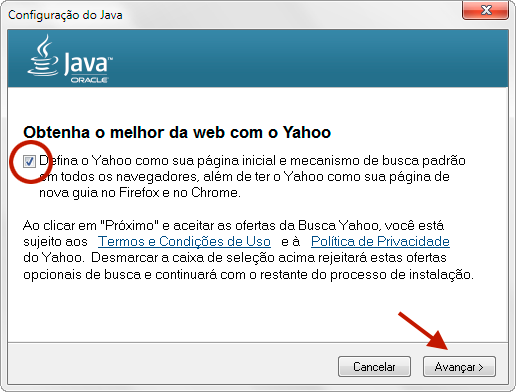 Configuração do Java
Java
ORACLE
Obtenha o melhor da web com o Yahoo
Defina o Yahoo como sua página inicial e mecanismo de busca padrão
em todos os navegadores, além de ter o Yahoo como sua página de
nova guia no Firefox e no Chrome.
Ao clicar em "Próximo" e aceitar as ofertas da Busca Yahoo, você está
sujeito aos Termos e Condições de Uso e à Política de Privacidade
do Yahoo. Desmarcar a caixa de seleção acima rejeitará estas ofertas
opcionais de busca e continuará com o restante do processo de instalação.
Cancelar Avançar >